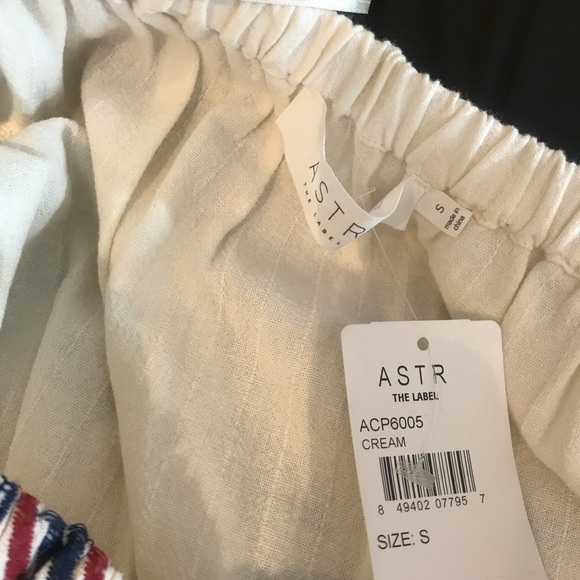 ASTR
THE LABEL
S
made in
china
ASTR
THE LABEL
ACP6005
CREAM
8 49402 07795 7
SIZE: S